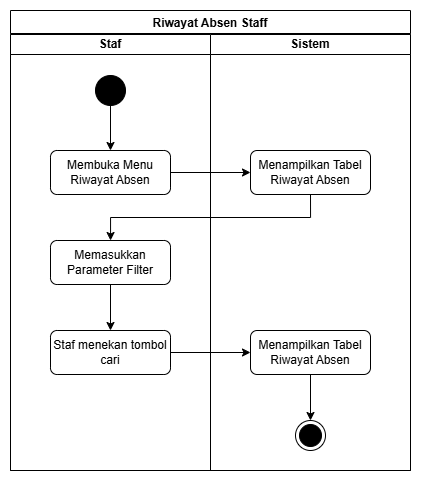 Riwayat Absen Staff
Staf
Sistem
Membuka Menu
Riwayat Absen
Menampilkan Tabel
Riwayat Absen
Memasukkan
Parameter Filter
Staf menekan tombol
cari
Menampilkan Tabel
Riwayat Absen